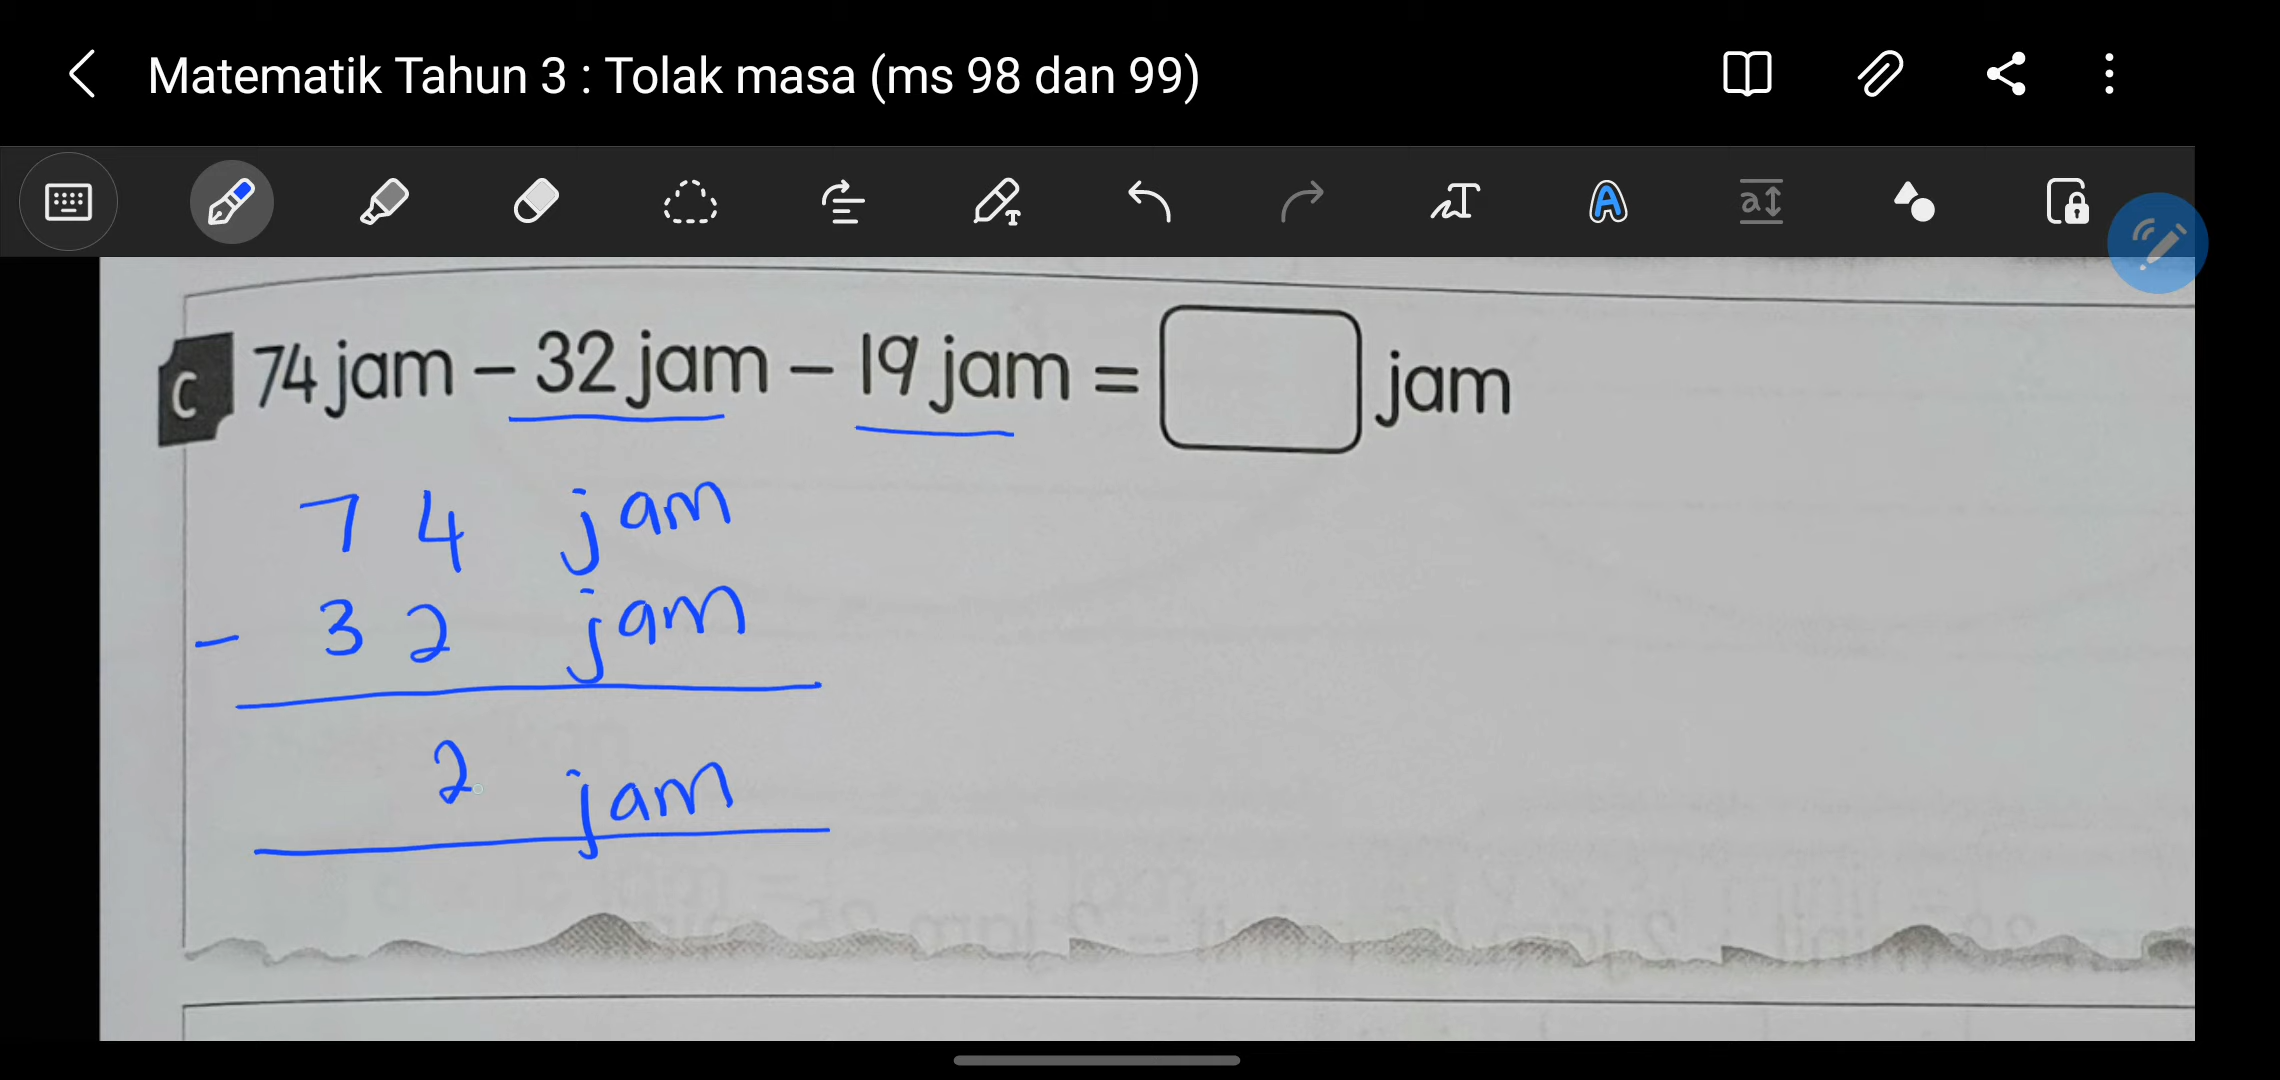 Matematik Tahun 3 : Tolak masa (ms 98 dan 99)
C 74 jam – 32 jam – 19 jam = jam
7 4 jam
– 3 2 jam
2 jam